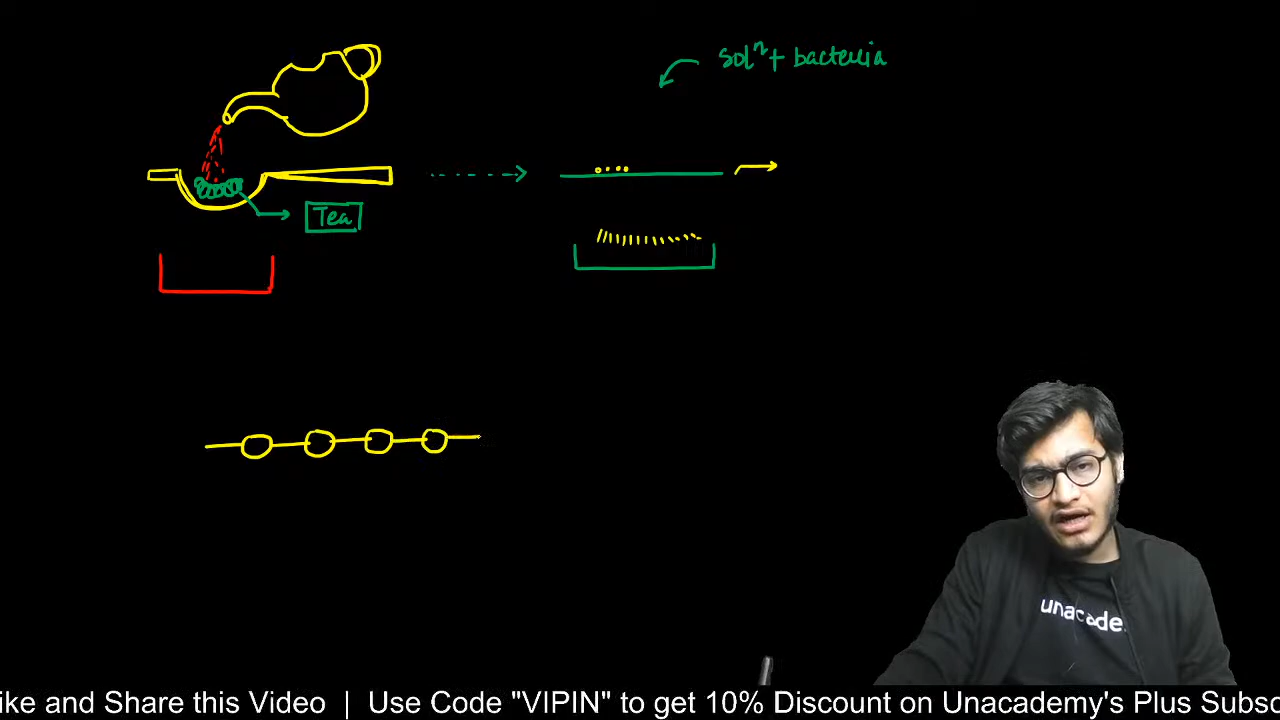 solⁿ + bacteria
Tea
unacade
ike and Share this Video | Use Code "VIPIN" to get 10% Discount on Unacademy's Plus Subsc